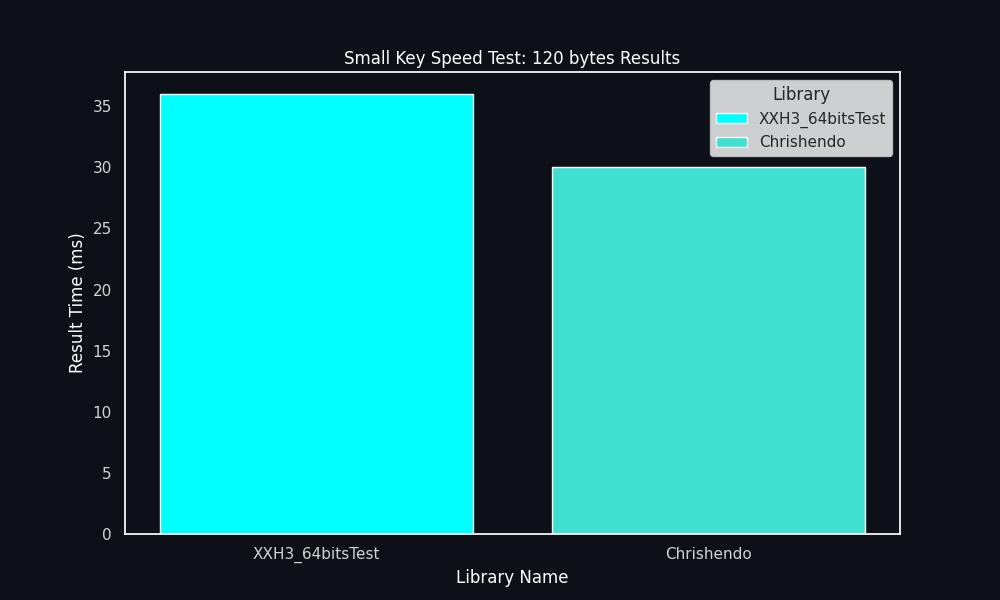 Small Key Speed Test: 120 bytes Results
Library
XXH3_64bitsTest
Chrishendo
Result Time (ms)
35
30
25
20
15
10
5
0
XXH3_64bitsTest
Chrishendo
Library Name